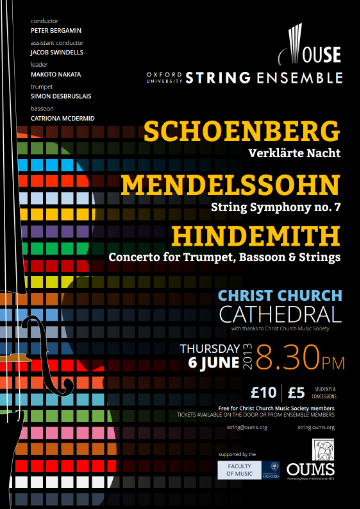 conductor
PETER BERGAMIN
assistant conductor
JACOB SWINDELLS
leader
MAKOTO NAKATA
trumpet
SIMON DESBRUSLAIS
bassoon
CATRIONA MCDERMID
OUSE
OXFORD UNIVERSITY STRING ENSEMBLE
SCHOENBERG
Verklärte Nacht
MENDELSSOHN
String Symphony no. 7
HINDEMITH
Concerto for Trumpet, Bassoon & Strings
CHRIST CHURCH
CATHEDRAL
with thanks to Christ Church Music Society
THURSDAY
6 JUNE 2013 8.30PM
£10 £5 STUDENTS & CONCESSIONS
Free for Christ Church Music Society members
TICKETS AVAILABLE ON THE DOOR OR FROM ENSEMBLE MEMBERS
string@oums.org string.oums.org
supported by the
FACULTY
OF MUSIC
OXFORD
OUMS